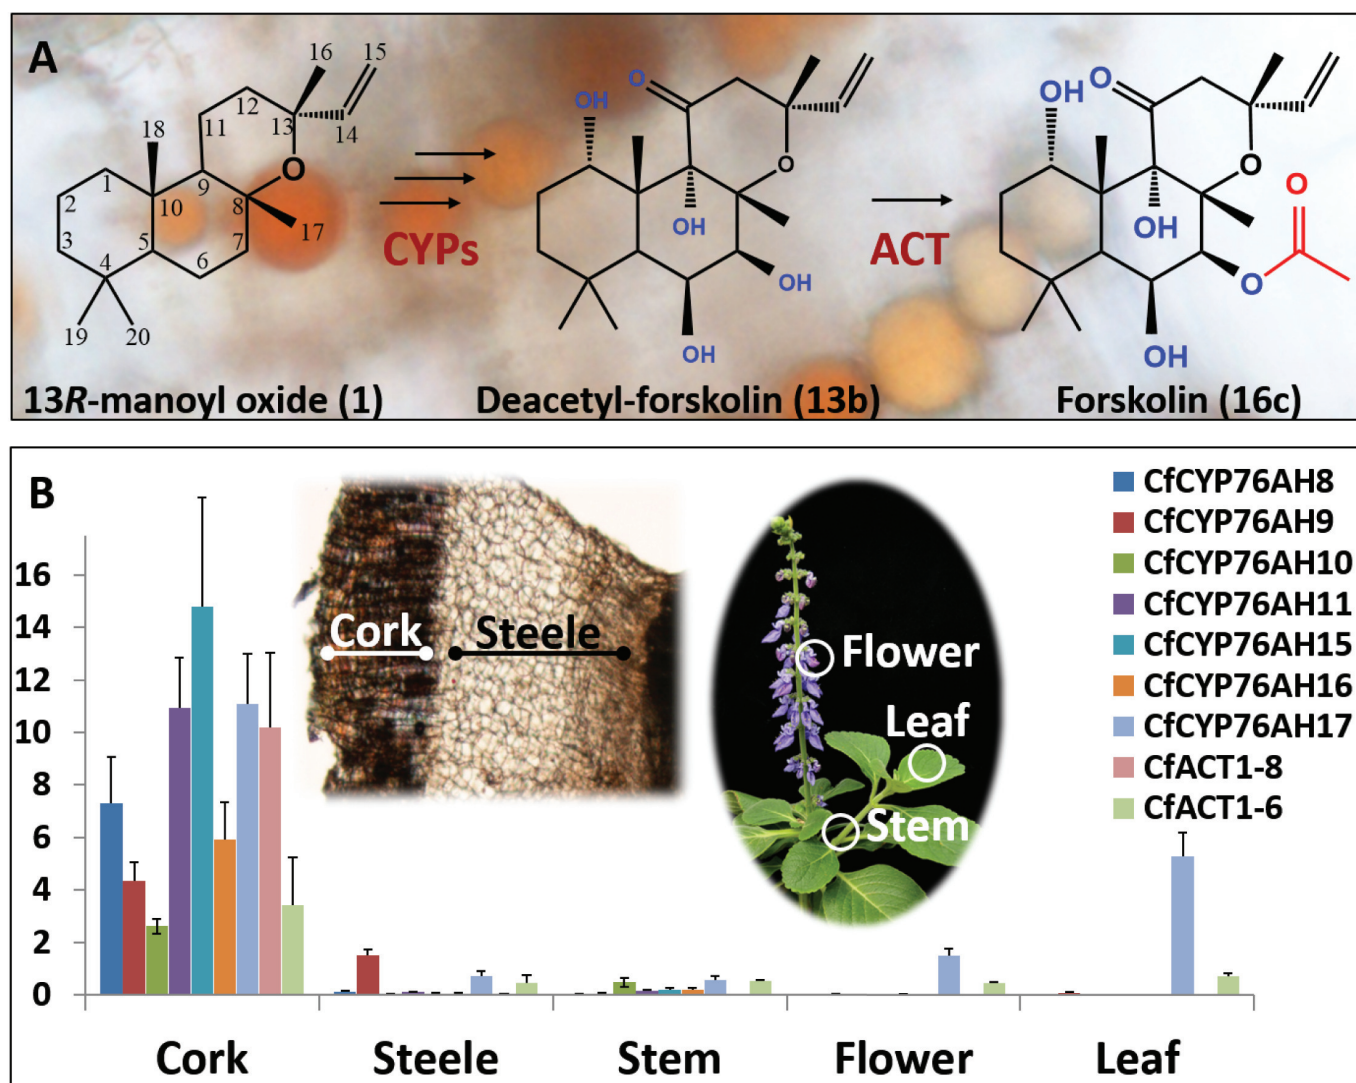 A
16
15
12
13
14
11
18
O
1
9
10
8
2
17
7
5
3
6
4
19
20
CYPs
O
OH
O
OH
OH
OH
ACT
O
OH
O
O
OH
O
OH
13R-manoyl oxide (1)
Deacetyl-forskolin (13b)
Forskolin (16c)
B
16
14
12
10
8
6
4
2
0
Cork
Steele
Flower
Leaf
Stem
CfCYP76AH8
CfCYP76AH9
CfCYP76AH10
CfCYP76AH11
CfCYP76AH15
CfCYP76AH16
CfCYP76AH17
CfACT1-8
CfACT1-6
Cork
Steele
Stem
Flower
Leaf